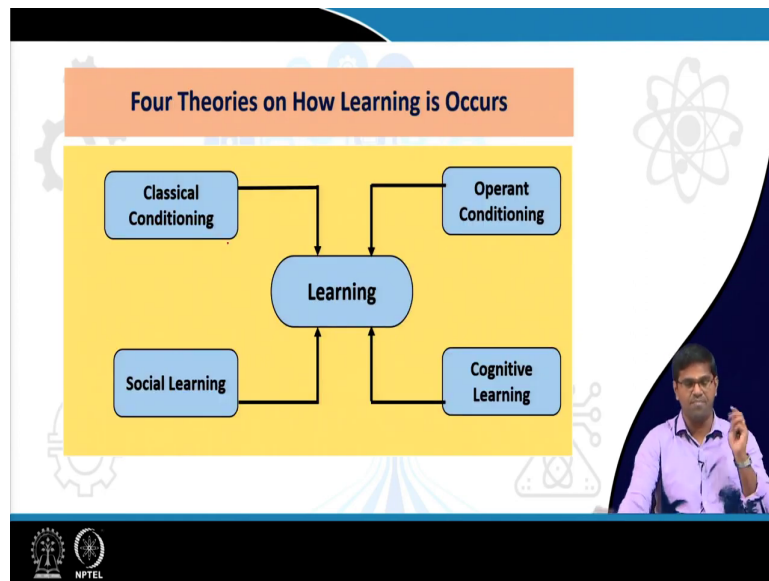 Four Theories on How Learning is Occurs
Classical
Conditioning
Operant
Conditioning
Learning
Social Learning
Cognitive
Learning
NPTEL